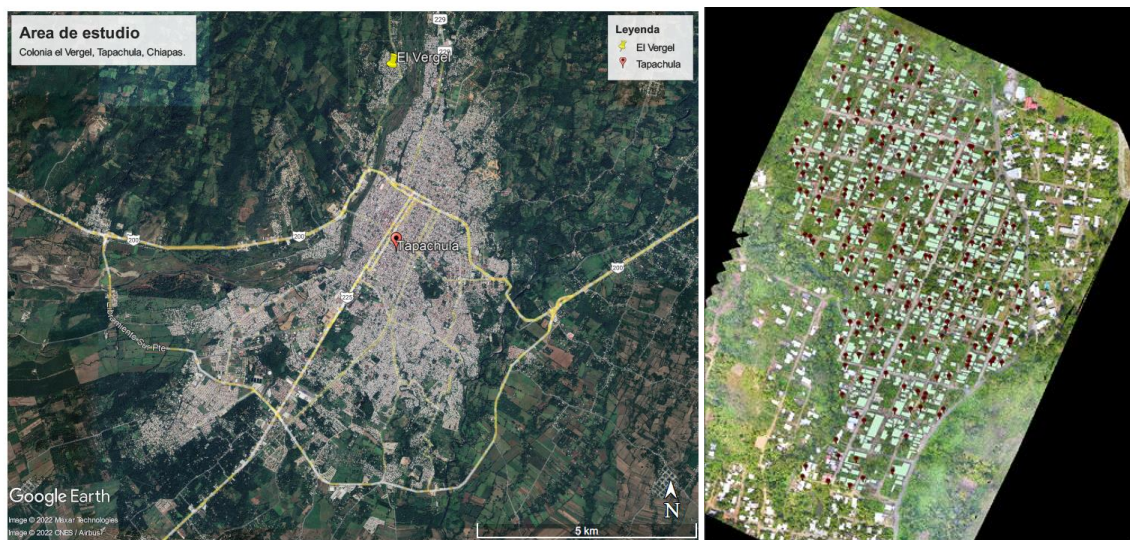 Area de estudio
Colonia el Vergel, Tapachula, Chiapas.
229
Leyenda
El Vergel
Tapachula
229
El Vergel
200
200
200
Tapachula
225
200
Google Earth
Image © 2022 Maxar Technologies
Image © 2022 CNES / Airbus
N
5 km